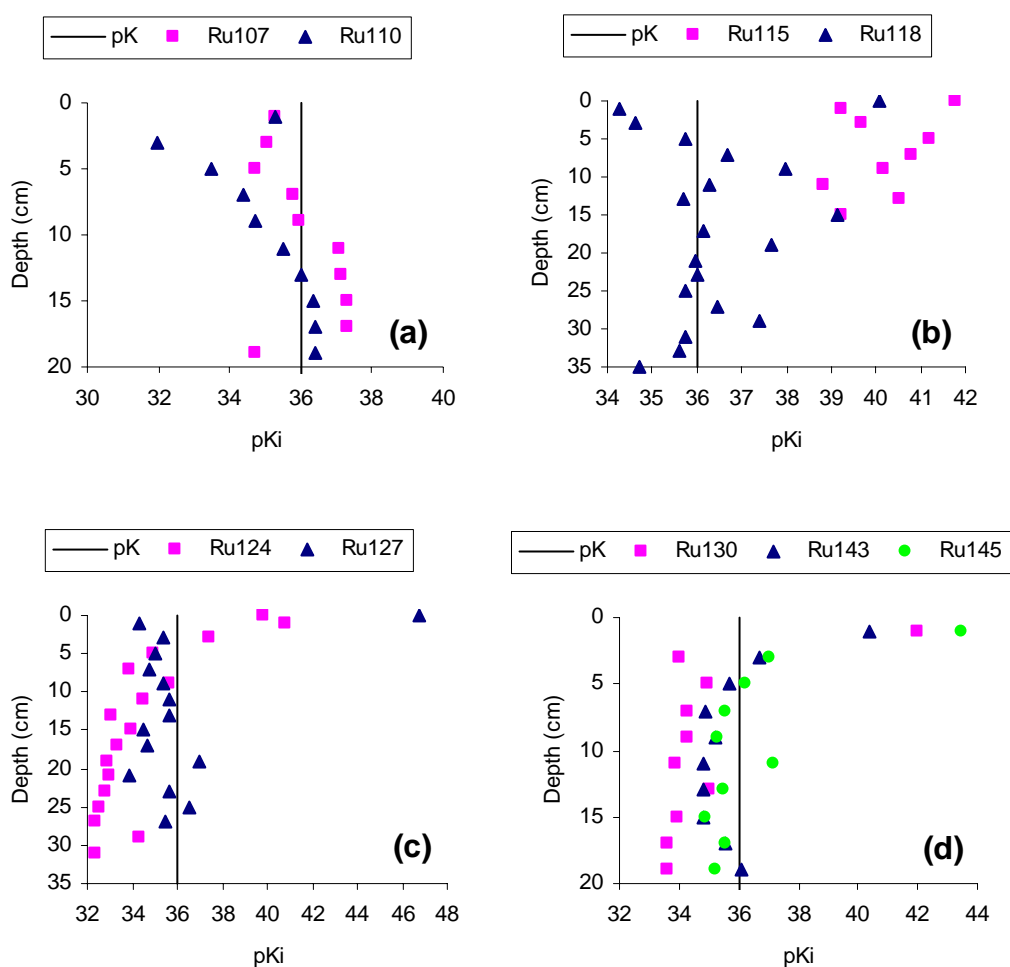 pK Ru107 Ru110
0
5
10
15
20
Depth (cm)
(a)
30 32 34 36 38 40
pKi
pK Ru115 Ru118
0
5
10
15
20
25
30
35
Depth (cm)
(b)
34 35 36 37 38 39 40 41 42
pKi
pK Ru124 Ru127
0
5
10
15
20
25
30
35
Depth (cm)
(c)
32 36 40 44 48
pKi
pK Ru130 Ru143 Ru145
0
5
10
15
20
Depth (cm)
(d)
32 34 36 38 40 42 44
pKi